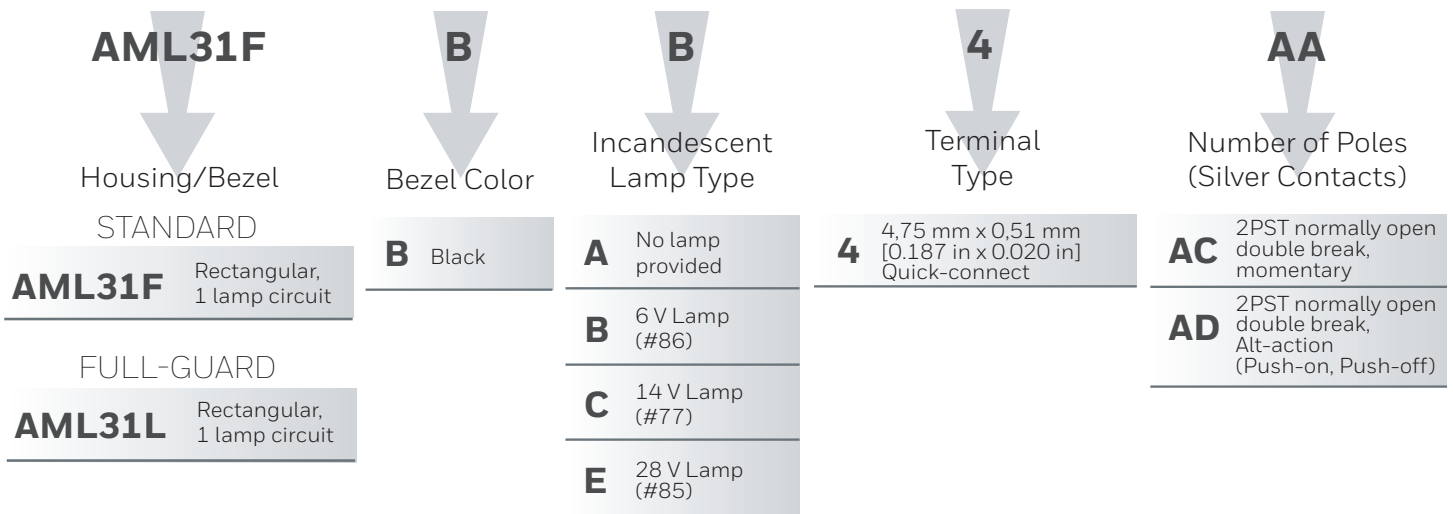 AML31F B B 4 AA
Housing/Bezel
STANDARD
AML31F Rectangular,
1 lamp circuit
FULL-GUARD
AML31L Rectangular,
1 lamp circuit
Bezel Color
B Black
Incandescent
Lamp Type
A No lamp
provided
B 6 V Lamp
(#86)
C 14 V Lamp
(#77)
E 28 V Lamp
(#85)
Terminal
Type
4 4,75 mm x 0,51 mm
[0.187 in x 0.020 in]
Quick-connect
Number of Poles
(Silver Contacts)
AC 2PST normally open
double break,
momentary
AD 2PST normally open
double break,
Alt-action
(Push-on, Push-off)